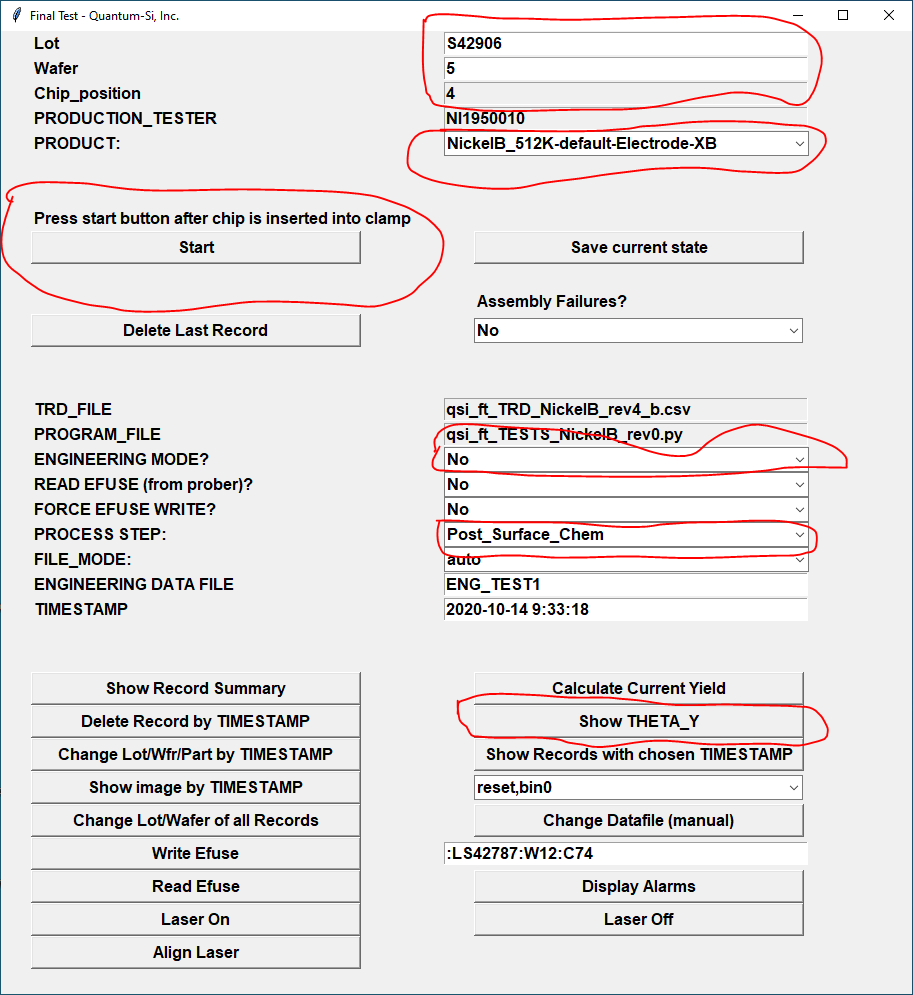 Final Test - Quantum-Si, Inc.
Lot S42906
Wafer 5
Chip_position 4
PRODUCTION_TESTER NI1950010
PRODUCT: NickelB_512K-default-Electrode-XB
Press start button after chip is inserted into clamp
Start Save current state
Assembly Failures?
Delete Last Record No
TRD_FILE qsi_ft_TRD_NickelB_rev4_b.csv
PROGRAM_FILE qsi_ft_TESTS_NickelB_rev0.py
ENGINEERING MODE? No
READ EFUSE (from prober)? No
FORCE EFUSE WRITE? No
PROCESS STEP: Post_Surface_Chem
FILE_MODE: auto
ENGINEERING DATA FILE ENG_TEST1
TIMESTAMP 2020-10-14 9:33:18
Show Record Summary Calculate Current Yield
Delete Record by TIMESTAMP Show THETA_Y
Change Lot/Wfr/Part by TIMESTAMP Show Records with chosen TIMESTAMP
Show image by TIMESTAMP reset,bin0
Change Lot/Wafer of all Records Change Datafile (manual)
Write Efuse :LS42787:W12:C74
Read Efuse Display Alarms
Laser On Laser Off
Align Laser